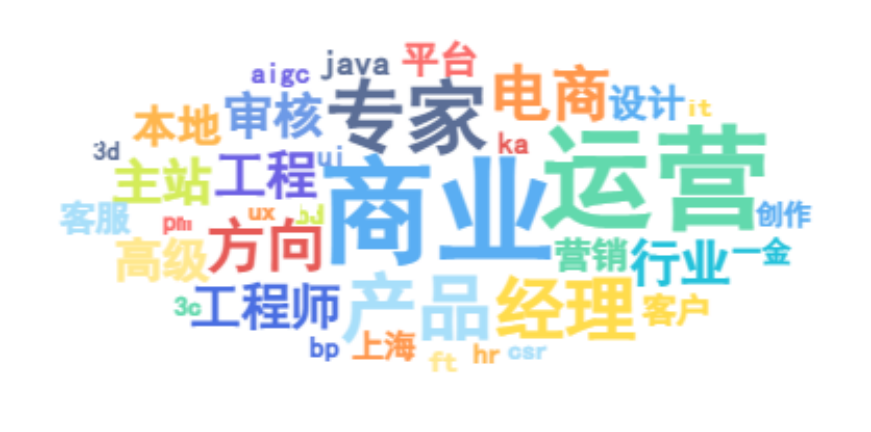 平台
java
aigc
电商
专家
设计
it
审核
本地
ka
运营
3d
ui
工程
主站
商业
客服
pm
ux
bd
创作
方向
高级
营销
行业
一金
产品
经理
3c
工程师
客户
bp
上海
ft
hr
csr